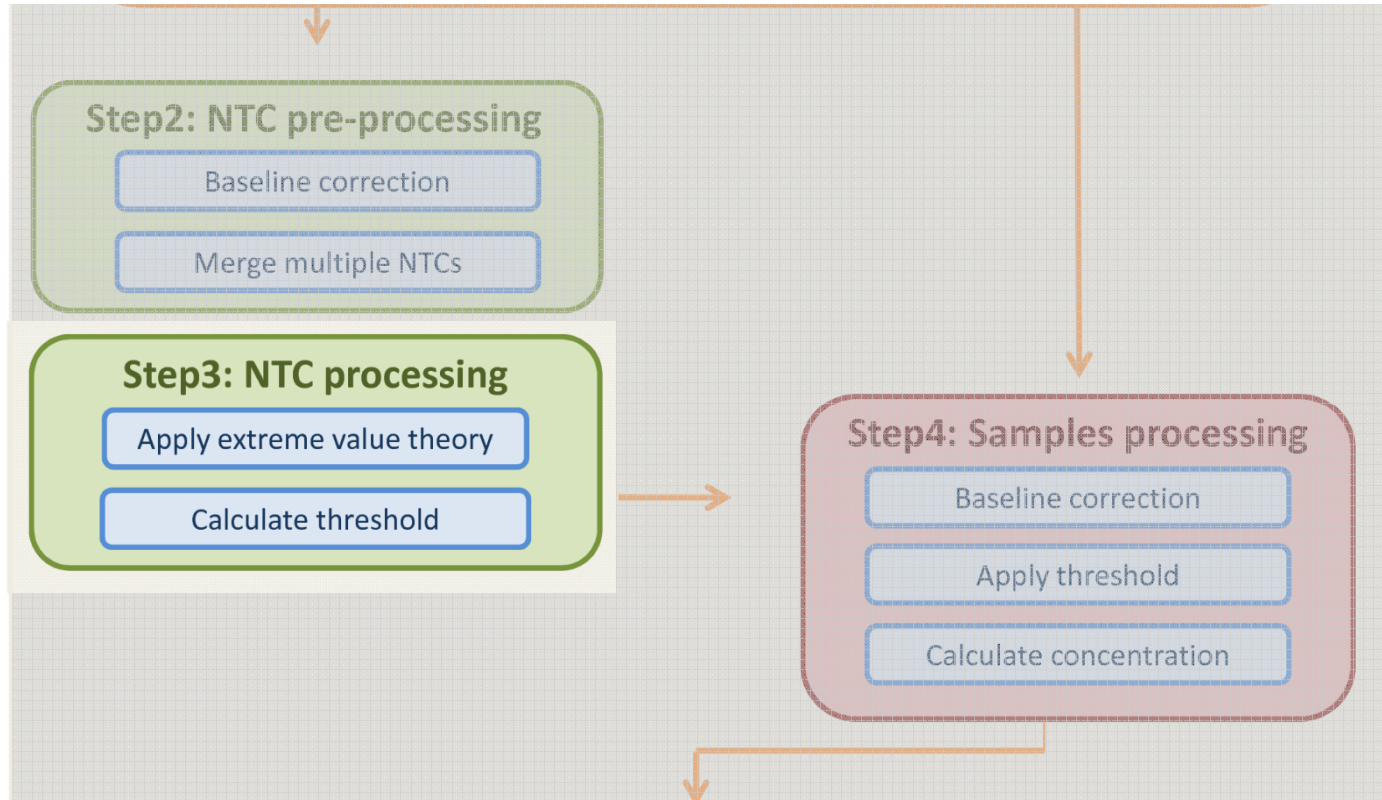 Step2: NTC pre-processing
Baseline correction
Merge multiple NTCs
Step3: NTC processing
Apply extreme value theory
Calculate threshold
Step4: Samples processing
Baseline correction
Apply threshold
Calculate concentration